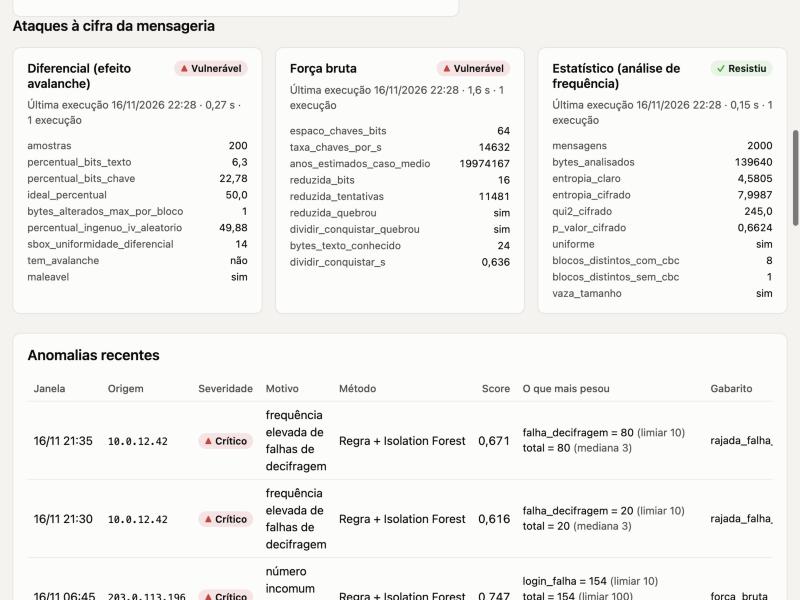 Ataques à cifra da mensageria
Diferencial (efeito avalanche)
Vulnerável
Última execução 16/11/2026 22:28 · 0,27 s · 1 execução
amostras 200
percentual_bits_texto 6,3
percentual_bits_chave 22,78
ideal_percentual 50,0
bytes_alterados_max_por_bloco 1
percentual_ingenuo_iv_aleatorio 49,88
sbox_uniformidade_diferencial 14
tem_avalanche não
maleavel sim
Força bruta
Vulnerável
Última execução 16/11/2026 22:28 · 1,6 s · 1 execução
espaco_chaves_bits 64
taxa_chaves_por_s 14632
anos_estimados_caso_medio 19974167
reduzida_bits 16
reduzida_tentativas 11481
reduzida_quebrou sim
dividir_conquistar_quebrou sim
bytes_texto_conhecido 24
dividir_conquistar_s 0,636
Estatístico (análise de frequência)
Resistiu
Última execução 16/11/2026 22:28 · 0,15 s · 1 execução
mensagens 2000
bytes_analisados 139640
entropia_claro 4,5805
entropia_cifrado 7,9987
qui2_cifrado 245,0
p_valor_cifrado 0,6624
uniforme sim
blocos_distintos_com_cbc 8
blocos_distintos_sem_cbc 1
vaza_tamanho sim
Anomalias recentes
Janela Origem Severidade Motivo Método Score O que mais pesou Gabarito
16/11 21:35 10.0.12.42 Crítico frequência elevada de falhas de decifragem Regra + Isolation Forest 0,671 falha_decifragem = 80 (limiar 10) total = 80 (mediana 3) rajada_falha_
16/11 21:30 10.0.12.42 Crítico frequência elevada de falhas de decifragem Regra + Isolation Forest 0,616 falha_decifragem = 20 (limiar 10) total = 20 (mediana 3) rajada_falha_
16/11 06:45 203.0.113.196 Crítico número incomum Regra + Isolation Forest 0,747 login_falha = 154 (limiar 10) total = 154 (limiar 100) força_bruta